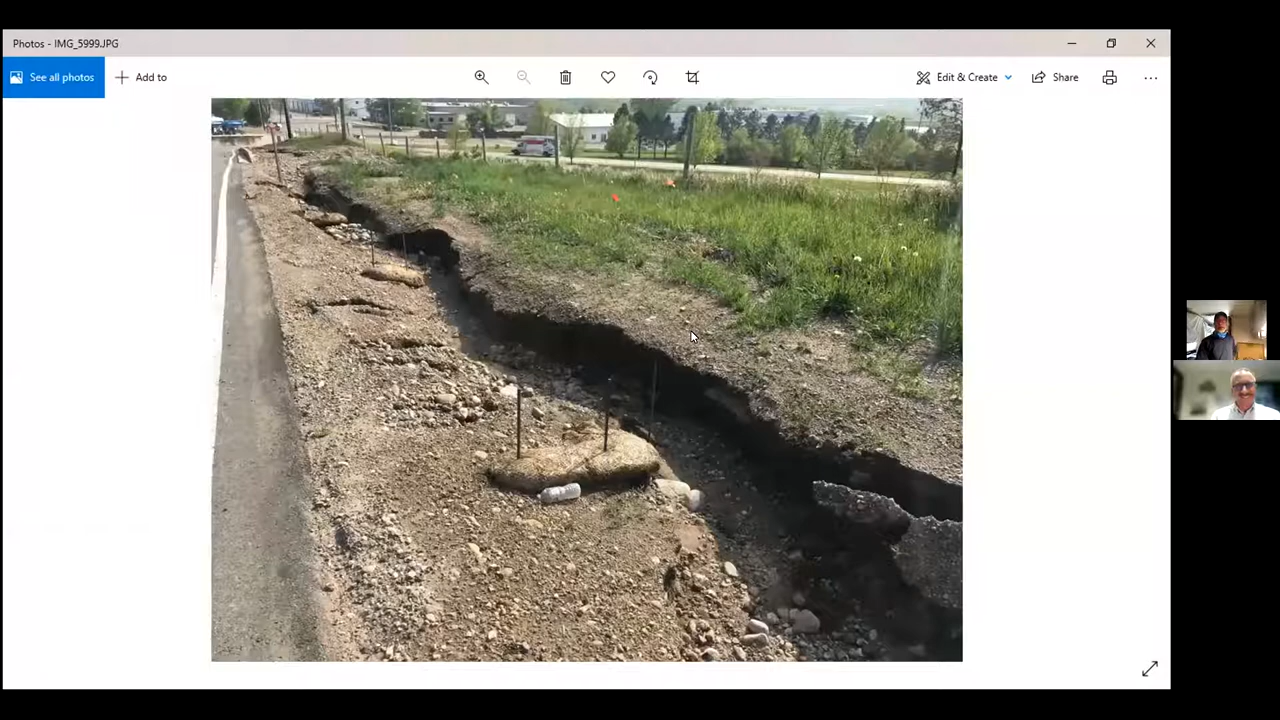 Photos - IMG_5999.JPG
See all photos
Add to
Edit & Create
Share